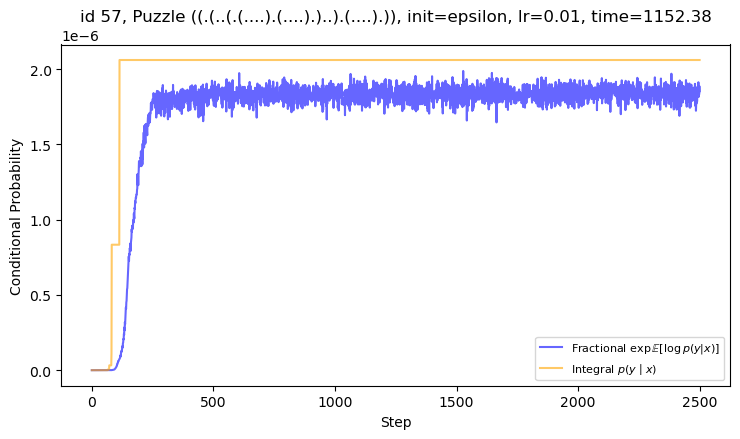 id 57, Puzzle ((.(..(.(....).(....).)..).(....).)), init=epsilon, lr=0.01, time=1152.38
1e−6
2.0
1.5
1.0
0.5
0.0
Conditional Probability
0
500
1000
1500
2000
2500
Step
Fractional exp 𝔼[log p(y|x)]
Integral p(y | x)